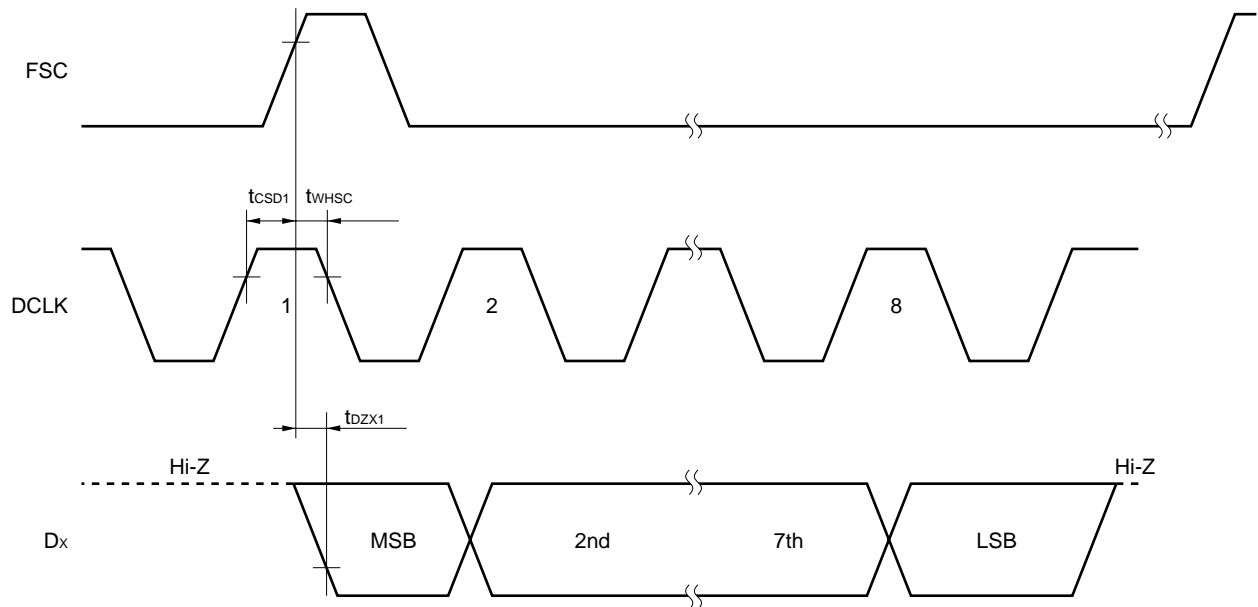 FSC
tCSD1 tWHSC
DCLK 1 2 8
tDZX1
Hi-Z Hi-Z
DX MSB 2nd 7th LSB